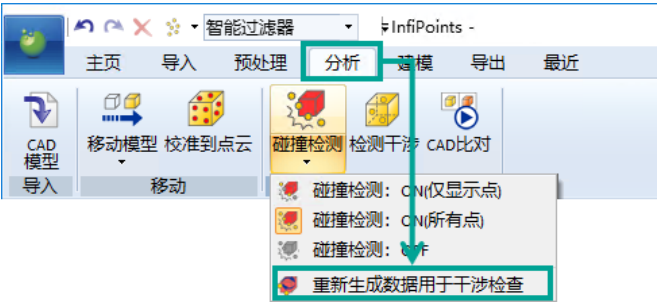 智能过滤器 InfiPoints -
主页 导入 预处理 分析 建模 导出 最近
CAD模型 移动模型 校准到点云 碰撞检测 检测干涉 CAD比对
导入 移动
碰撞检测：ON(仅显示点)
碰撞检测：ON(所有点)
碰撞检测：OFF
重新生成数据用于干涉检查